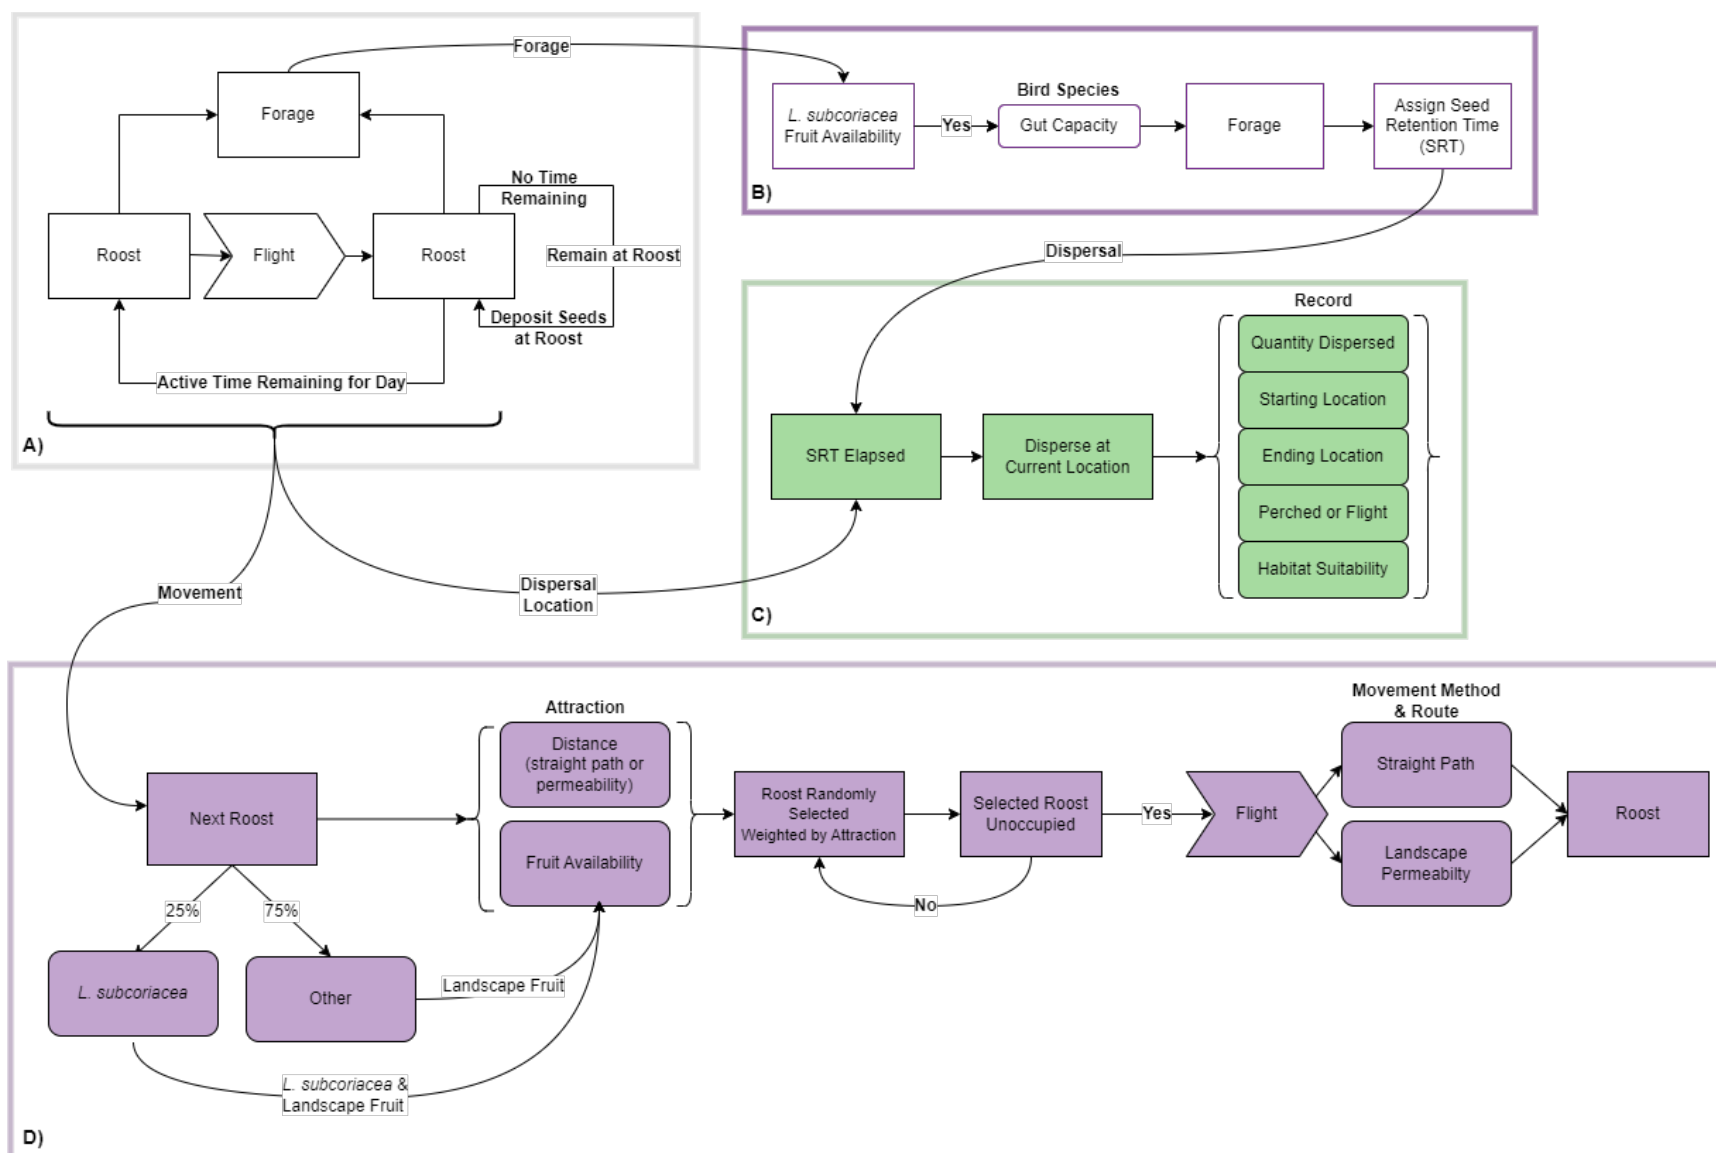 Forage
Forage
Roost
Flight
Roost
No Time
Remaining
Remain at Roost
Deposit Seeds
at Roost
Active Time Remaining for Day
A)
L. subcoriacea
Fruit Availability
Yes
Bird Species
Gut Capacity
Forage
Assign Seed
Retention Time
(SRT)
B)
Dispersal
Record
Quantity Dispersed
Starting Location
Ending Location
Perched or Flight
Habitat Suitability
SRT Elapsed
Disperse at
Current Location
C)
Movement
Dispersal
Location
Next Roost
25%
75%
L. subcoriacea
Other
Landscape Fruit
L. subcoriacea &
Landscape Fruit
Attraction
Distance
(straight path or
permeability)
Fruit Availability
Roost Randomly
Selected
Weighted by Attraction
Selected Roost
Unoccupied
No
Yes
Flight
Movement Method
& Route
Straight Path
Landscape
Permeabilty
Roost
D)